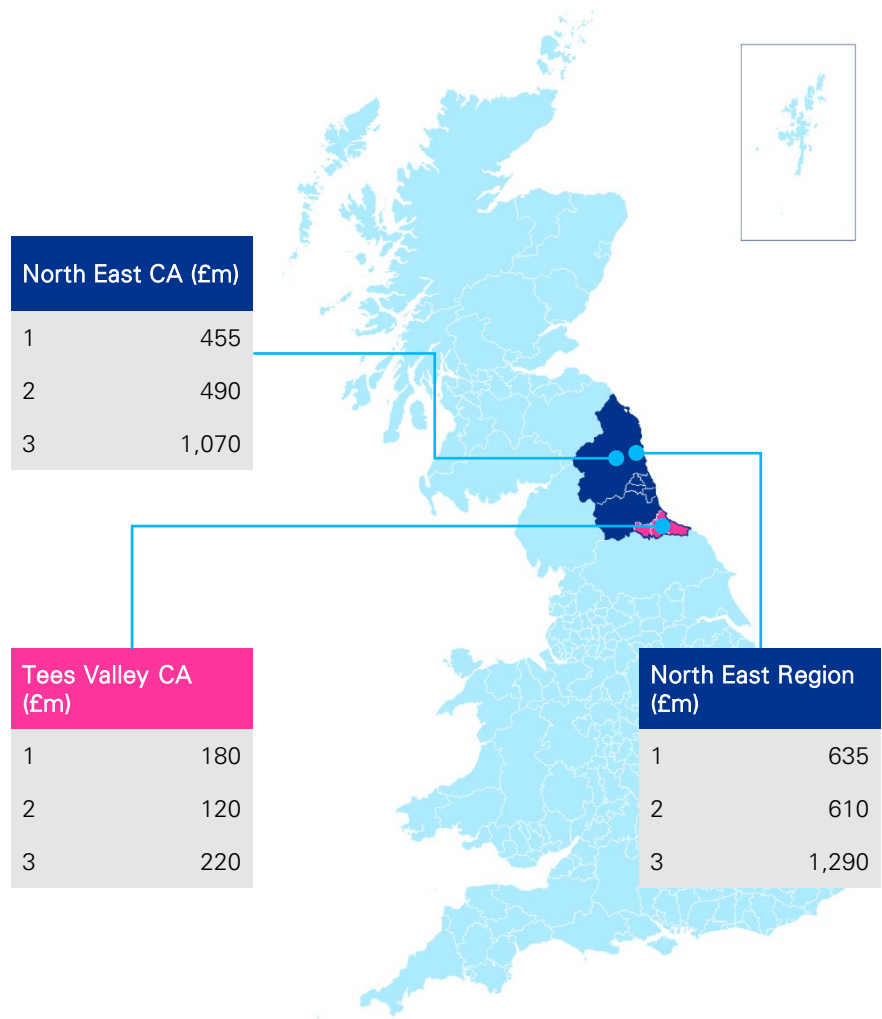 North East CA (£m)
1 455
2 490
3 1,070
Tees Valley CA
(£m)
1 180
2 120
3 220
North East Region
(£m)
1 635
2 610
3 1,290